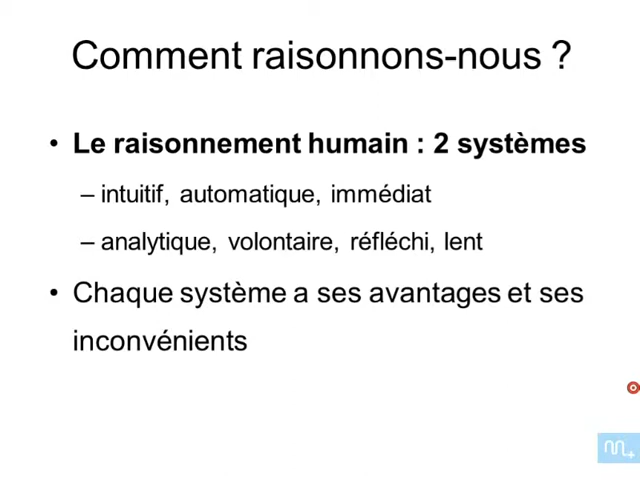 Comment raisonnons-nous ?
• Le raisonnement humain : 2 systèmes
– intuitif, automatique, immédiat
– analytique, volontaire, réfléchi, lent
• Chaque système a ses avantages et ses
inconvénients